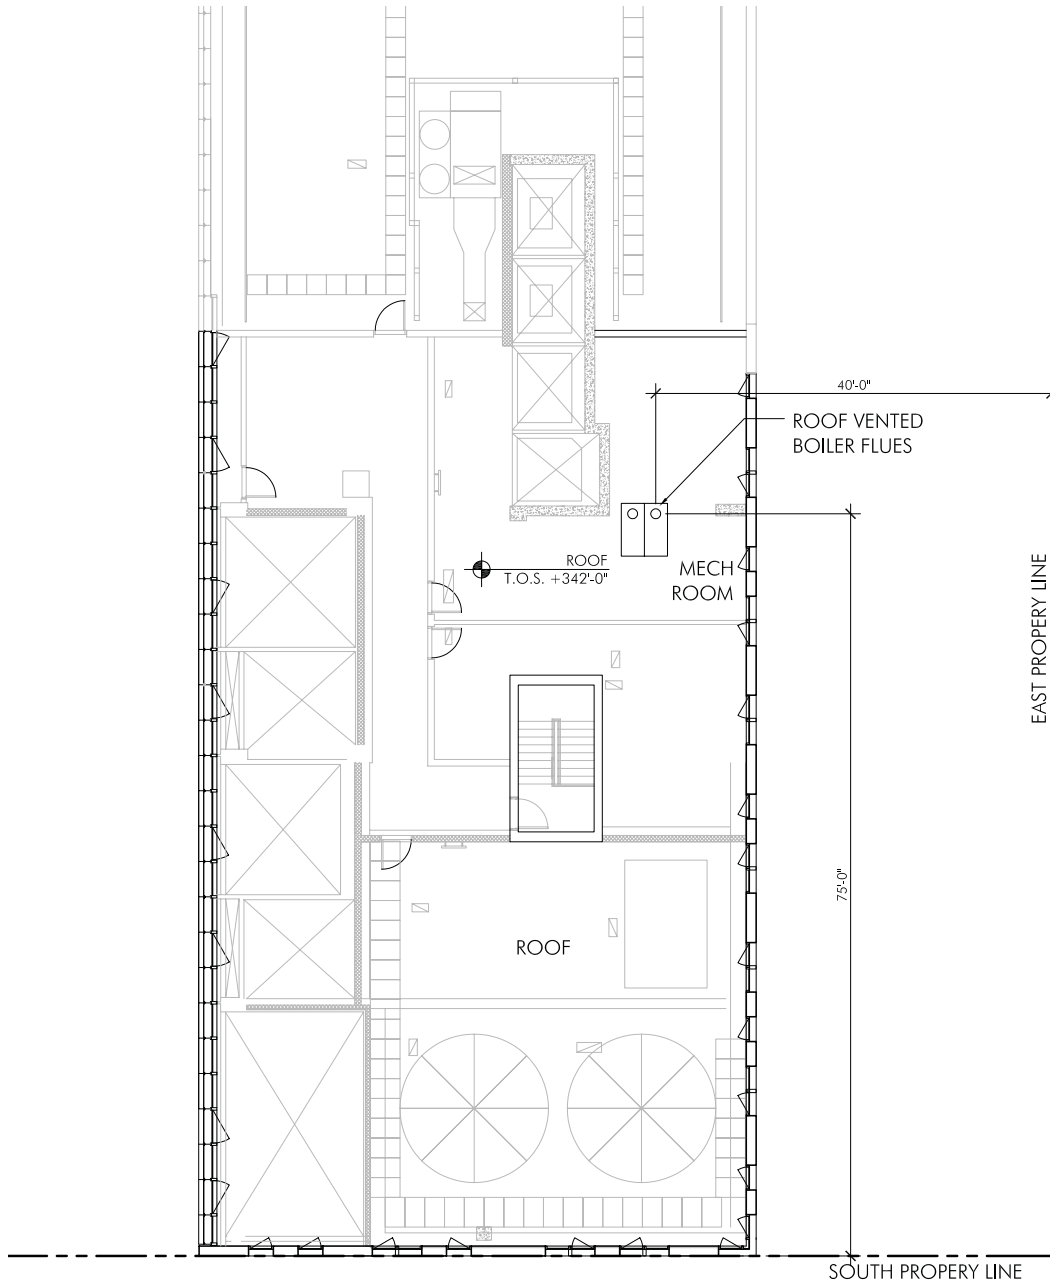 40'-0"
ROOF VENTED
BOILER FLUES
ROOF
T.O.S. +342'-0"
MECH
ROOM
EAST PROPERY LINE
75'-0"
ROOF
SOUTH PROPERY LINE